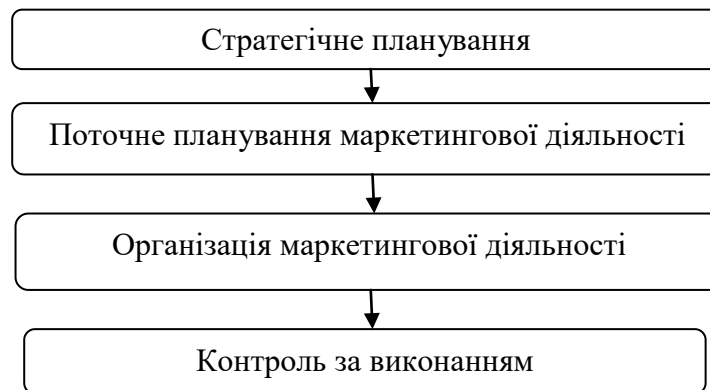 Стратегічне планування
Поточне планування маркетингової діяльності
Організація маркетингової діяльності
Контроль за виконанням